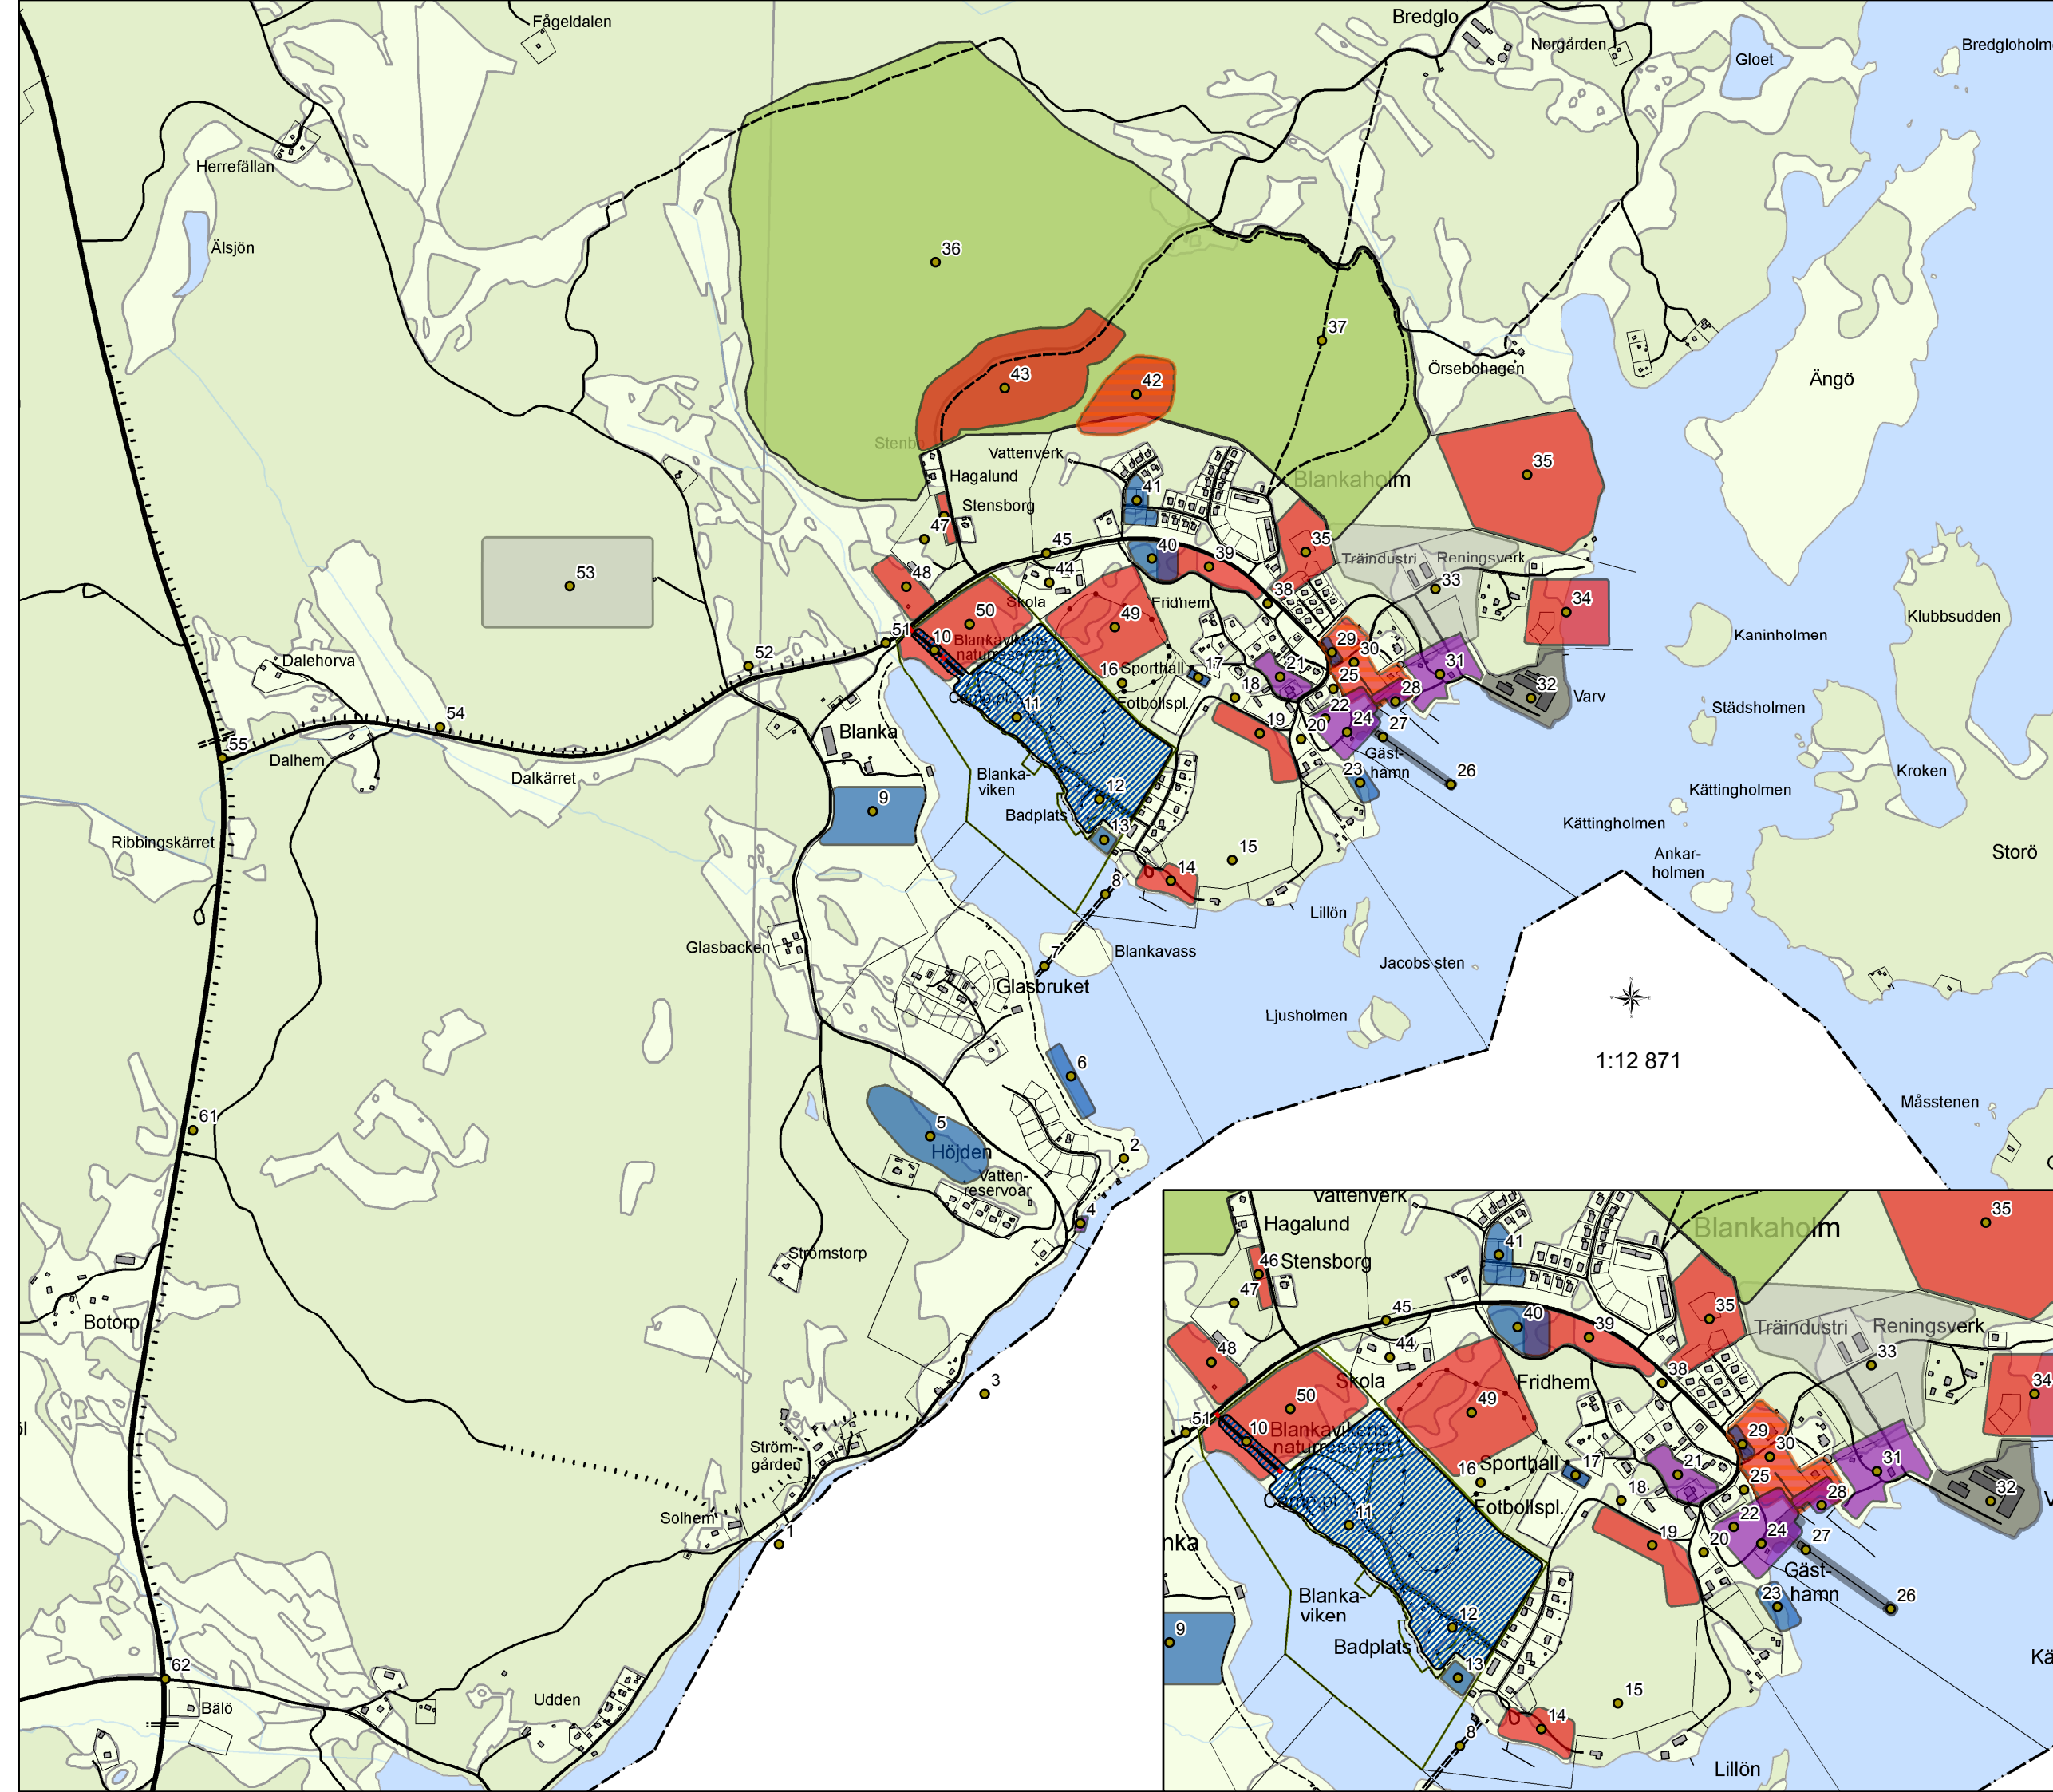 Fågeldalen
Bredglo
Nergården
Gloet
Bredgloholm
Herrefällan
Älsjön
36
37
Örsebohagen
Ängö
43
42
Stenbo
Vattenverk
Hagalund
Blankaholm
35
41
Stensborg
47
45
40
39
35
Träindustri
Reningsverk
53
48
44
33
38
50
Skola
49
Fridhem
34
Klubbsudden
51
10
Blankavikens
naturreservat
29
30
Kaninholmen
Dalehorva
52
16
Sporthall
17
21
31
25
18
28
32
Varv
Camp.pl
11
Fotbollspl.
22
24
27
Städsholmen
54
19
20
55
Blanka
Gäst-
hamn
Dalhem
Dalkärret
Blanka-
viken
12
23
26
Kroken
Kättingholmen
9
Badplats
13
Kättingholmen
Ribbingskärret
15
Ankar-
holmen
Storö
14
8
Lillön
Glasbacken
7
Blankavass
Jacobs sten
Glasbruket
Ljusholmen
1:12 871
6
Måsstenen
61
5
Höjden
2
Vatten-
reservoar
4
Strömstorp
Botorp
3
Ström-
gården
Solhem
1
62
Bälö
Udden
Vattenverk
Hagalund
Blankaholm
35
41
46
Stensborg
47
45
40
39
35
Träindustri
Reningsverk
48
44
33
38
50
Skola
49
Fridhem
34
51
10
Blankavikens
naturreservat
29
30
16
Sporthall
17
21
31
25
18
28
32
Camp.pl
11
Fotbollspl.
22
24
27
19
20
nka
Gäst-
hamn
Blanka-
viken
12
23
26
9
Badplats
13
Kä
15
14
8
Lillön